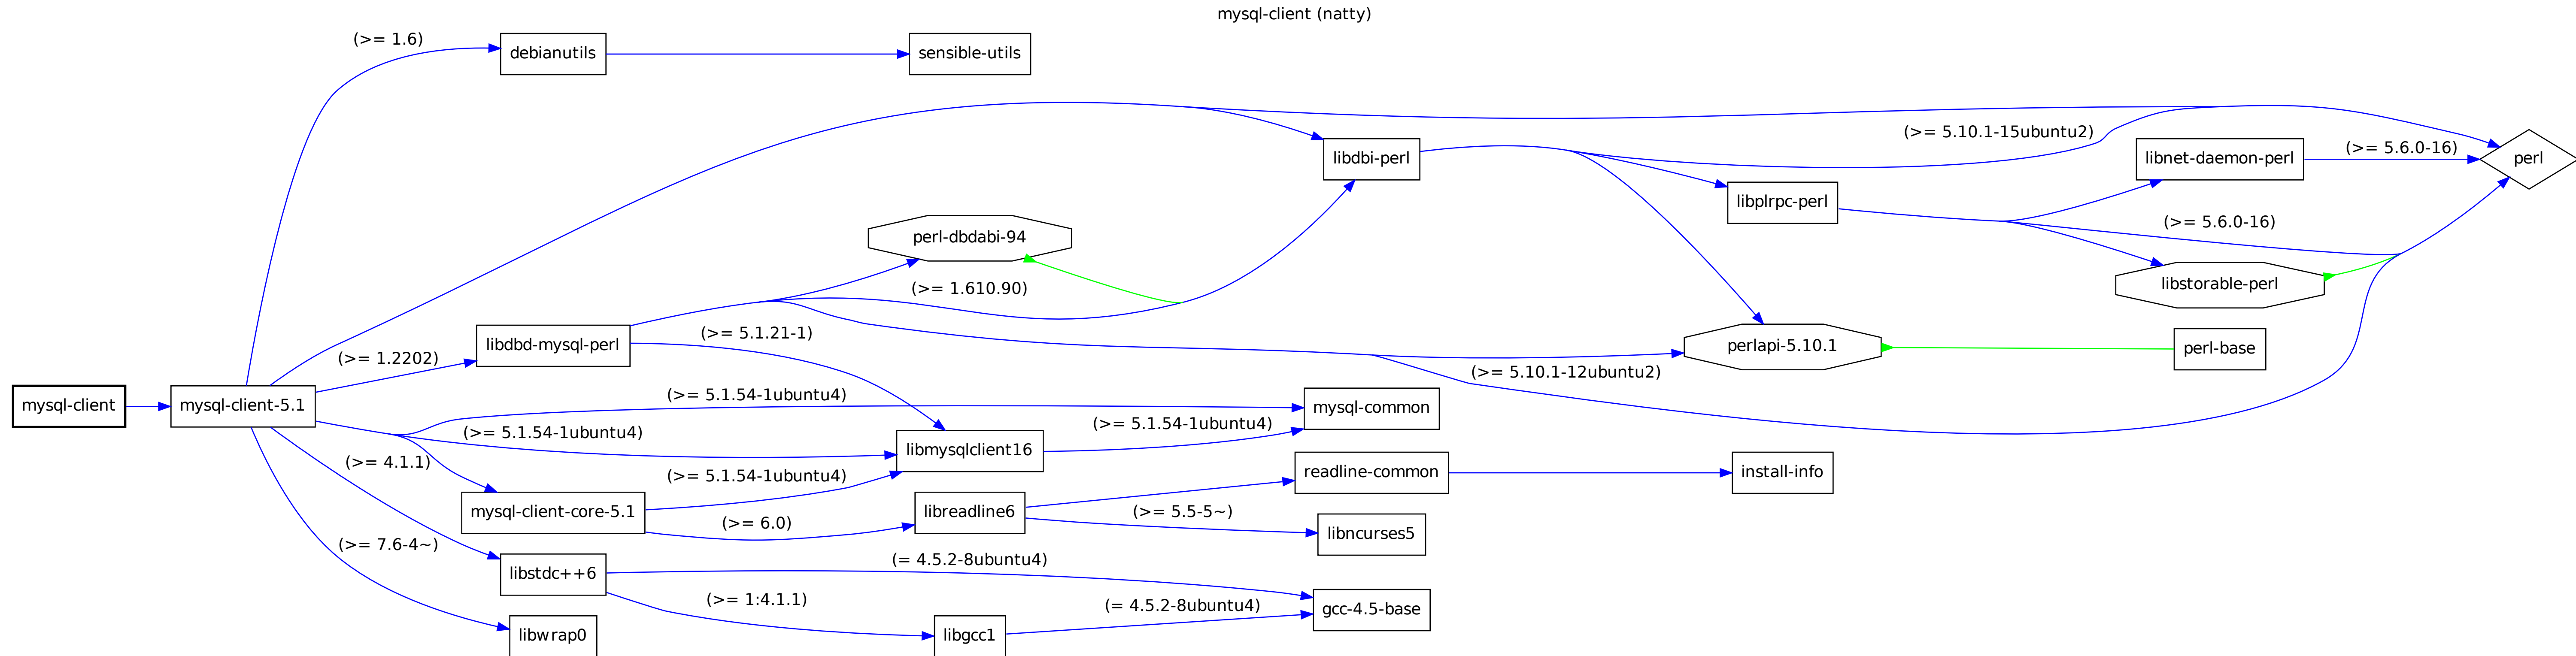 mysql-client (natty)
(>= 1.6)
debianutils
sensible-utils
(>= 5.10.1-15ubuntu2)
libdbi-perl
libnet-daemon-perl
(>= 5.6.0-16)
perl
libplrpc-perl
(>= 5.6.0-16)
perl-dbdabi-94
libstorable-perl
(>= 1.610.90)
(>= 5.1.21-1)
libdbd-mysql-perl
perlapi-5.10.1
perl-base
(>= 1.2202)
(>= 5.10.1-12ubuntu2)
(>= 5.1.54-1ubuntu4)
mysql-client
mysql-client-5.1
mysql-common
(>= 5.1.54-1ubuntu4)
(>= 5.1.54-1ubuntu4)
libmysqlclient16
(>= 4.1.1)
(>= 5.1.54-1ubuntu4)
readline-common
install-info
mysql-client-core-5.1
(>= 6.0)
libreadline6
(>= 5.5-5~)
libncurses5
(>= 7.6-4~)
(= 4.5.2-8ubuntu4)
libstdc++6
(>= 1:4.1.1)
(= 4.5.2-8ubuntu4)
gcc-4.5-base
libwrap0
libgcc1